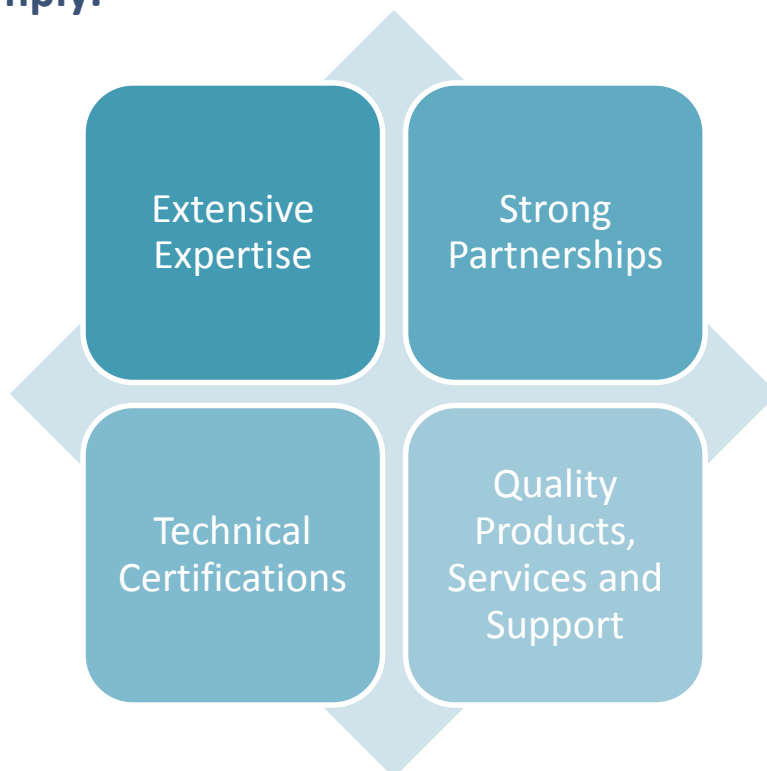 Extensive
Expertise
Strong
Partnerships
Technical
Certifications
Quality
Products,
Services and
Support